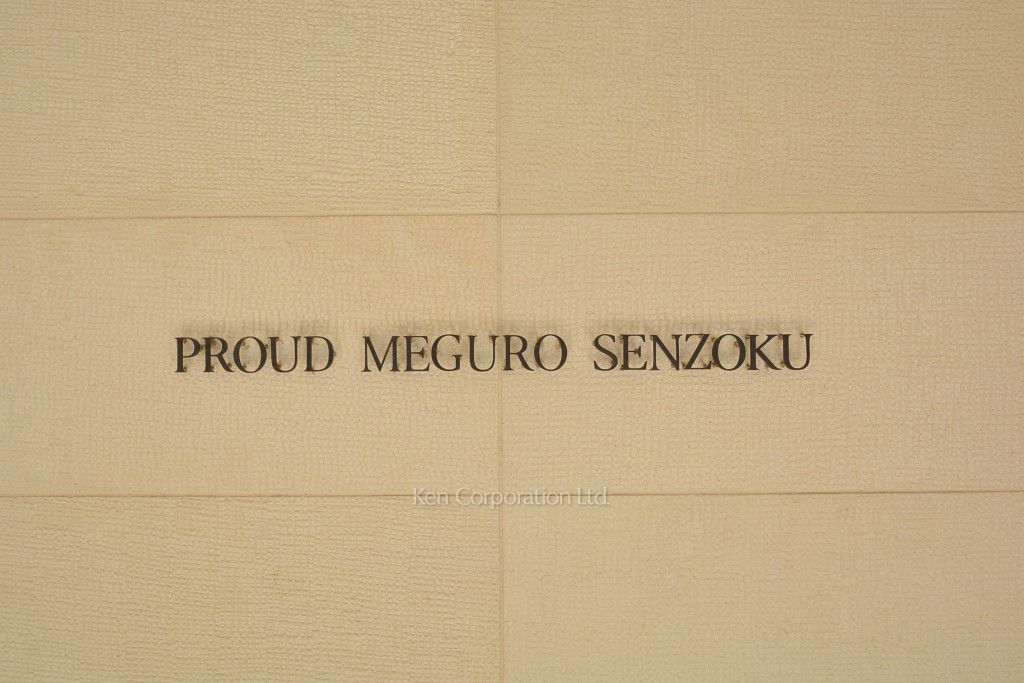 PROUD MEGURO SENZOKU
Ken Corporation Ltd.